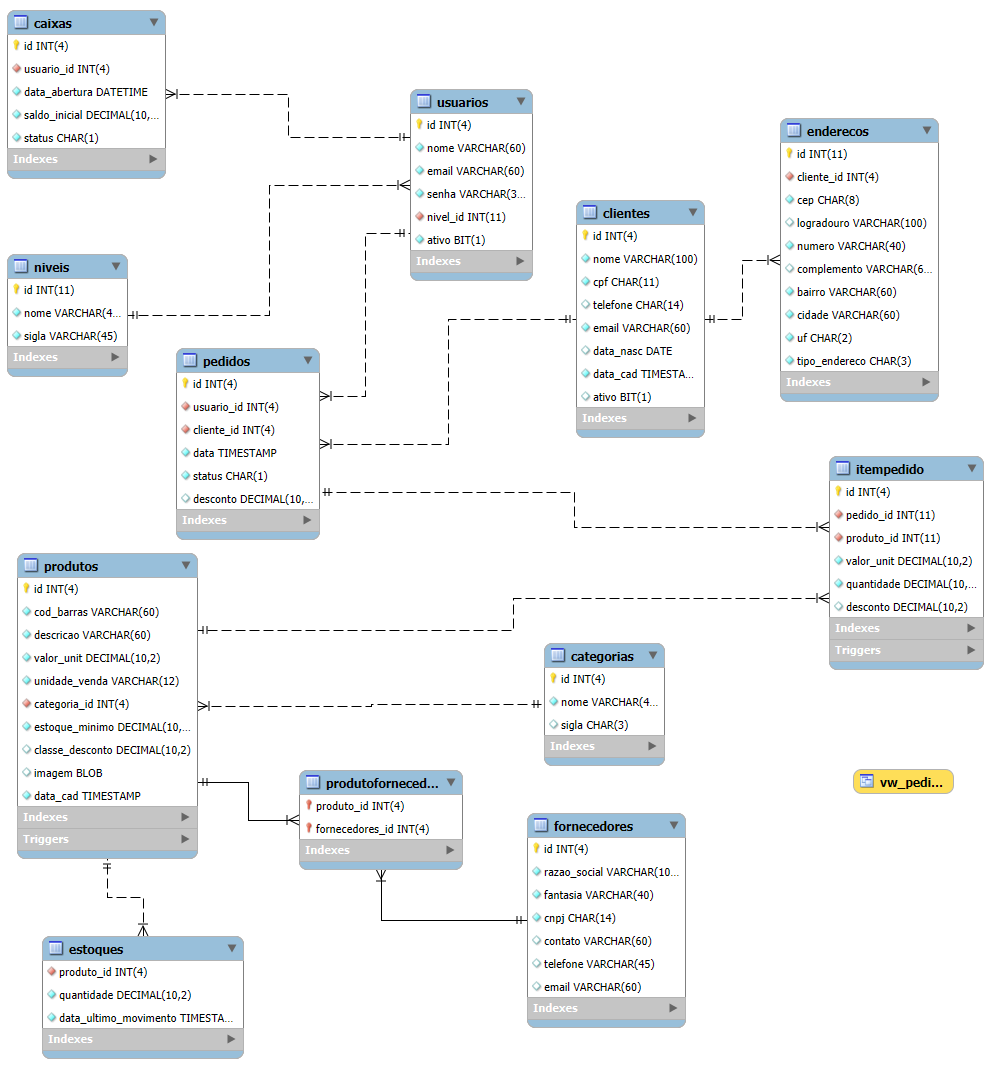 caixas
id INT(4)
usuario_id INT(4)
data_abertura DATETIME
saldo_inicial DECIMAL(10,...
status CHAR(1)
Indexes
usuarios
id INT(4)
nome VARCHAR(60)
email VARCHAR(60)
senha VARCHAR(3...
nivel_id INT(11)
ativo BIT(1)
Indexes
enderecos
id INT(11)
cliente_id INT(4)
cep CHAR(8)
logradouro VARCHAR(100)
numero VARCHAR(40)
complemento VARCHAR(6...
bairro VARCHAR(60)
cidade VARCHAR(60)
uf CHAR(2)
tipo_endereco CHAR(3)
Indexes
clientes
id INT(4)
nome VARCHAR(100)
cpf CHAR(11)
telefone CHAR(14)
email VARCHAR(60)
data_nasc DATE
data_cad TIMESTA...
ativo BIT(1)
Indexes
niveis
id INT(11)
nome VARCHAR(4...
sigla VARCHAR(45)
Indexes
pedidos
id INT(4)
usuario_id INT(4)
cliente_id INT(4)
data TIMESTAMP
status CHAR(1)
desconto DECIMAL(10,...
Indexes
itempedido
id INT(4)
pedido_id INT(11)
produto_id INT(11)
valor_unit DECIMAL(10,2)
quantidade DECIMAL(10,...
desconto DECIMAL(10,2)
Indexes
Triggers
produtos
id INT(4)
cod_barras VARCHAR(60)
descricao VARCHAR(60)
valor_unit DECIMAL(10,2)
unidade_venda VARCHAR(12)
categoria_id INT(4)
estoque_minimo DECIMAL(10,...
classe_desconto DECIMAL(10,2)
imagem BLOB
data_cad TIMESTAMP
Indexes
Triggers
categorias
id INT(4)
nome VARCHAR(4...
sigla CHAR(3)
Indexes
produtoforneced...
produto_id INT(4)
fornecedores_id INT(4)
Indexes
vw_pedi...
fornecedores
id INT(4)
razao_social VARCHAR(10...
fantasia VARCHAR(40)
cnpj CHAR(14)
contato VARCHAR(60)
telefone VARCHAR(45)
email VARCHAR(60)
Indexes
estoques
produto_id INT(4)
quantidade DECIMAL(10,2)
data_ultimo_movimento TIMESTA...
Indexes